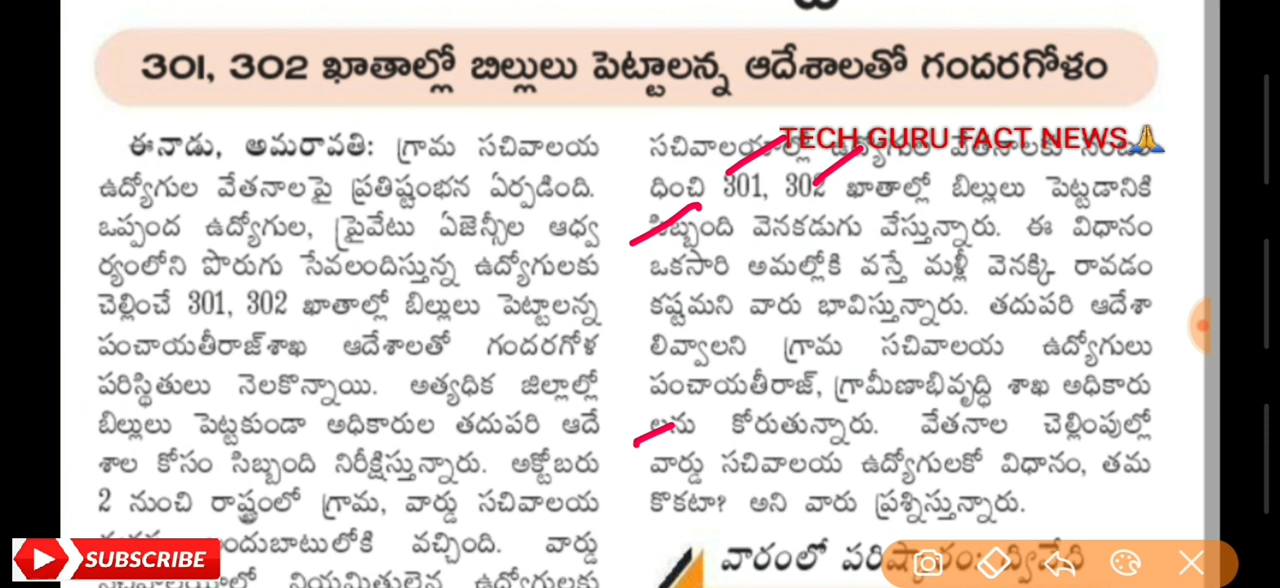 301, 302 ఖాతాల్లో బిల్లులు పెట్టాలన్న ఆదేశాలతో గందరగోళం
ఈనాడు, అమరావతి: గ్రామ సచివాలయ
ఉద్యోగుల వేతనాలపై ప్రతిష్టంభన ఏర్పడింది.
ఒప్పంద ఉద్యోగుల, ప్రైవేటు ఏజెన్సీల ఆధ్వ
ర్యంలోని పొరుగు సేవలందిస్తున్న ఉద్యోగులకు
చెల్లించే 301, 302 ఖాతాల్లో బిల్లులు పెట్టాలన్న
పంచాయతీరాజ్‌శాఖ ఆదేశాలతో గందరగోళ
పరిస్థితులు నెలకొన్నాయి. అత్యధిక జిల్లాల్లో
బిల్లులు పెట్టకుండా అధికారుల తదుపరి ఆదే
శాల కోసం సిబ్బంది నిరీక్షిస్తున్నారు. అక్టోబరు
2 నుంచి రాష్ట్రంలో గ్రామ, వార్డు సచివాలయ
వచ్చింది. వార్డు
నియమితులైన ఉద్యోగులకు
TECH GURU FACT NEWS🙏
ధించి 301, 302 ఖాతాల్లో బిల్లులు పెట్టడానికి
సిబ్బంది వెనకడుగు వేస్తున్నారు. ఈ విధానం
ఒకసారి అమల్లోకి వస్తే మళ్లీ వెనక్కి రావడం
కష్టమని వారు భావిస్తున్నారు. తదుపరి ఆదేశా
లివ్వాలని గ్రామ సచివాలయ ఉద్యోగులు
పంచాయతీరాజ్, గ్రామీణాభివృద్ధి శాఖ అధికారు
లను కోరుతున్నారు. వేతనాల చెల్లింపుల్లో
వార్డు సచివాలయ ఉద్యోగులకో విధానం, తమ
కొకటా? అని వారు ప్రశ్నిస్తున్నారు.
వారంలో
SUBSCRIBE